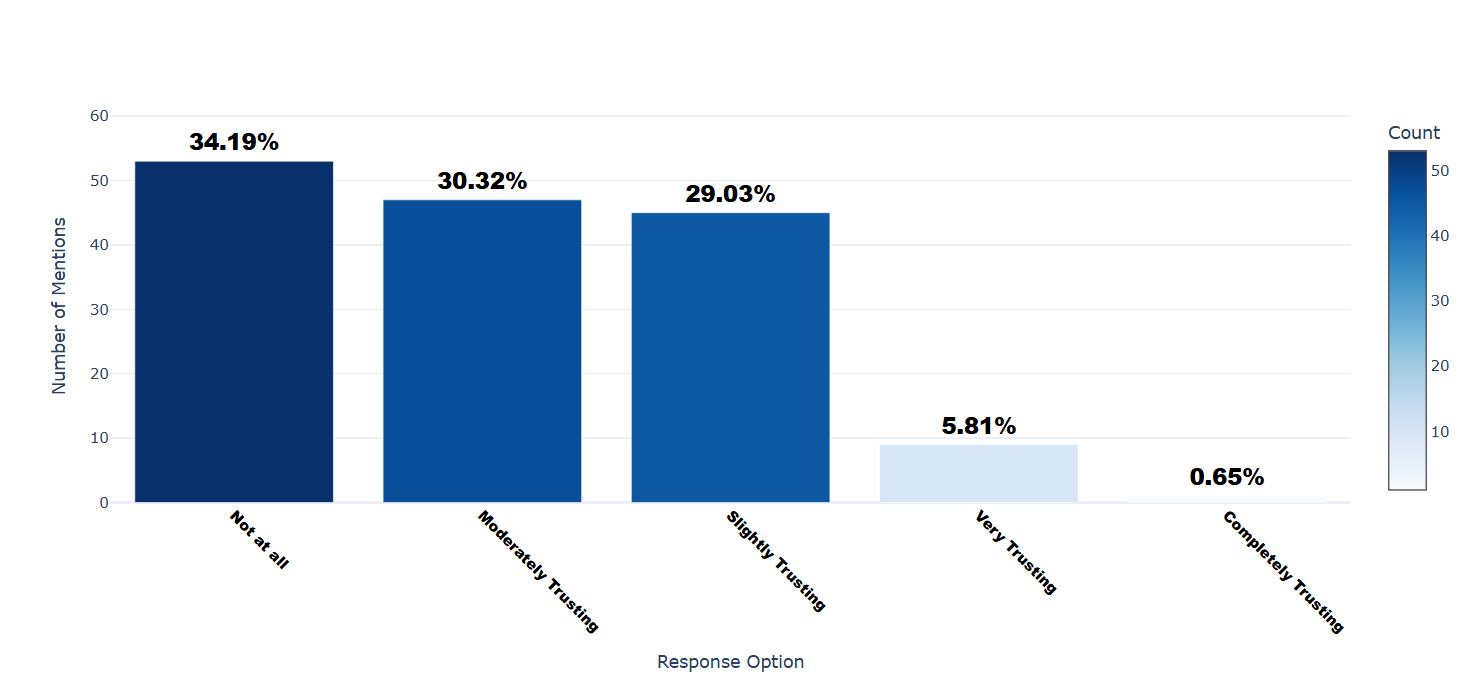 60
50
40
30
20
10
0
Number of Mentions
34.19%
30.32%
29.03%
5.81%
0.65%
Not at all
Moderately Trusting
Slightly Trusting
Very Trusting
Completely Trusting
Response Option
Count
50
40
30
20
10